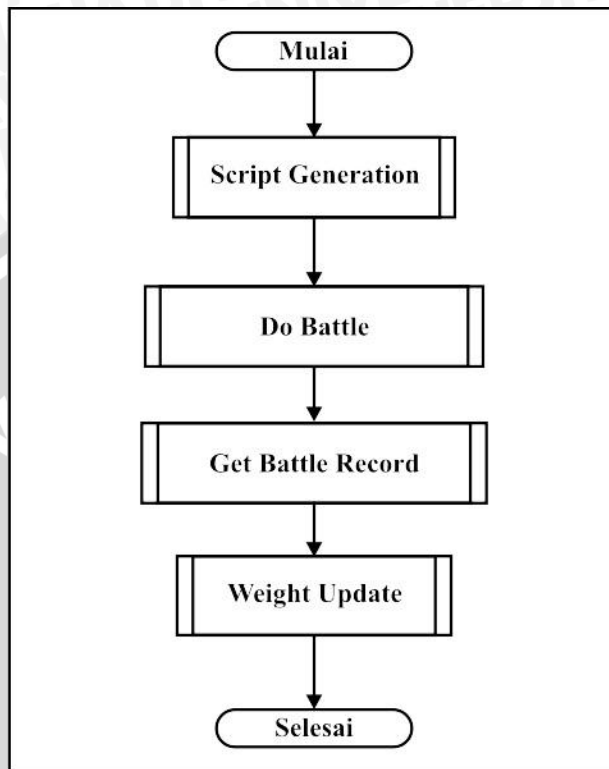 Mulai
Script Generation
Do Battle
Get Battle Record
Weight Update
Selesai